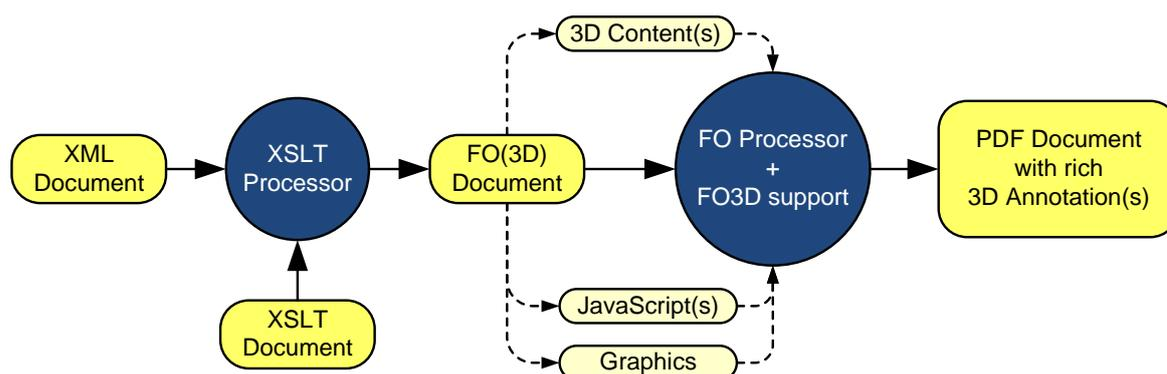 3D Content(s)
XML
Document
XSLT
Processor
FO(3D)
Document
FO Processor
+
FO3D support
PDF Document
with rich
3D Annotation(s)
XSLT
Document
JavaScript(s)
Graphics